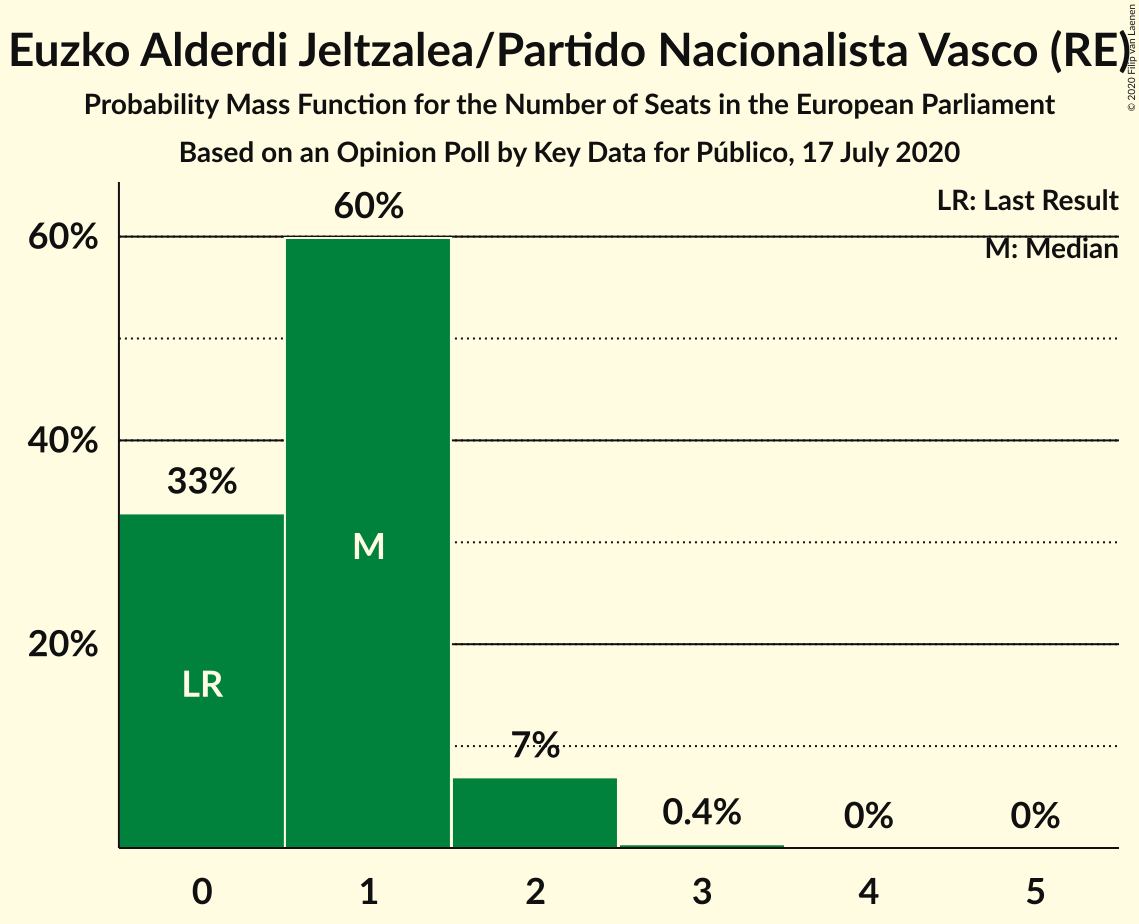 Euzko Alderdi Jeltzalea/Partido Nacionalista Vasco (RE)
© 2020 Filip van Laenen
Probability Mass Function for the Number of Seats in the European Parliament
Based on an Opinion Poll by Key Data for Público, 17 July 2020
LR: Last Result
M: Median
60%
60%
40%
33%
M
20%
LR
7%
0.4%
0%
0%
0 1 2 3 4 5